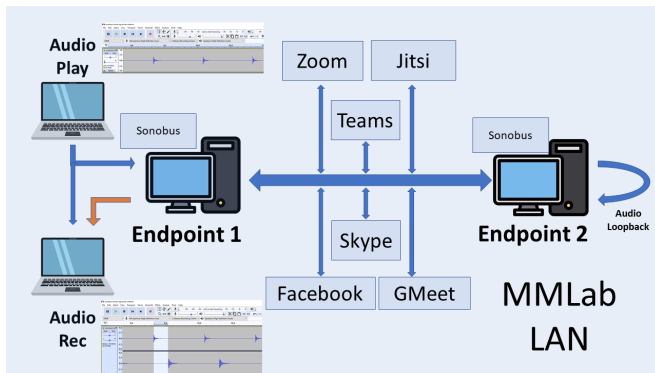 Audio
Play
Zoom
Jitsi
Teams
Sonobus
Sonobus
Endpoint 1
Endpoint 2
Audio
Loopback
Skype
Facebook
GMeet
MMLab
LAN
Audio
Rec